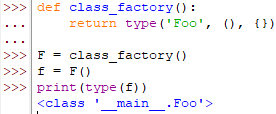 >>> def class_factory():
...     return type('Foo', (), {})
...
>>> F = class_factory()
>>> f = F()
>>> print(type(f))
<class '__main__.Foo'>